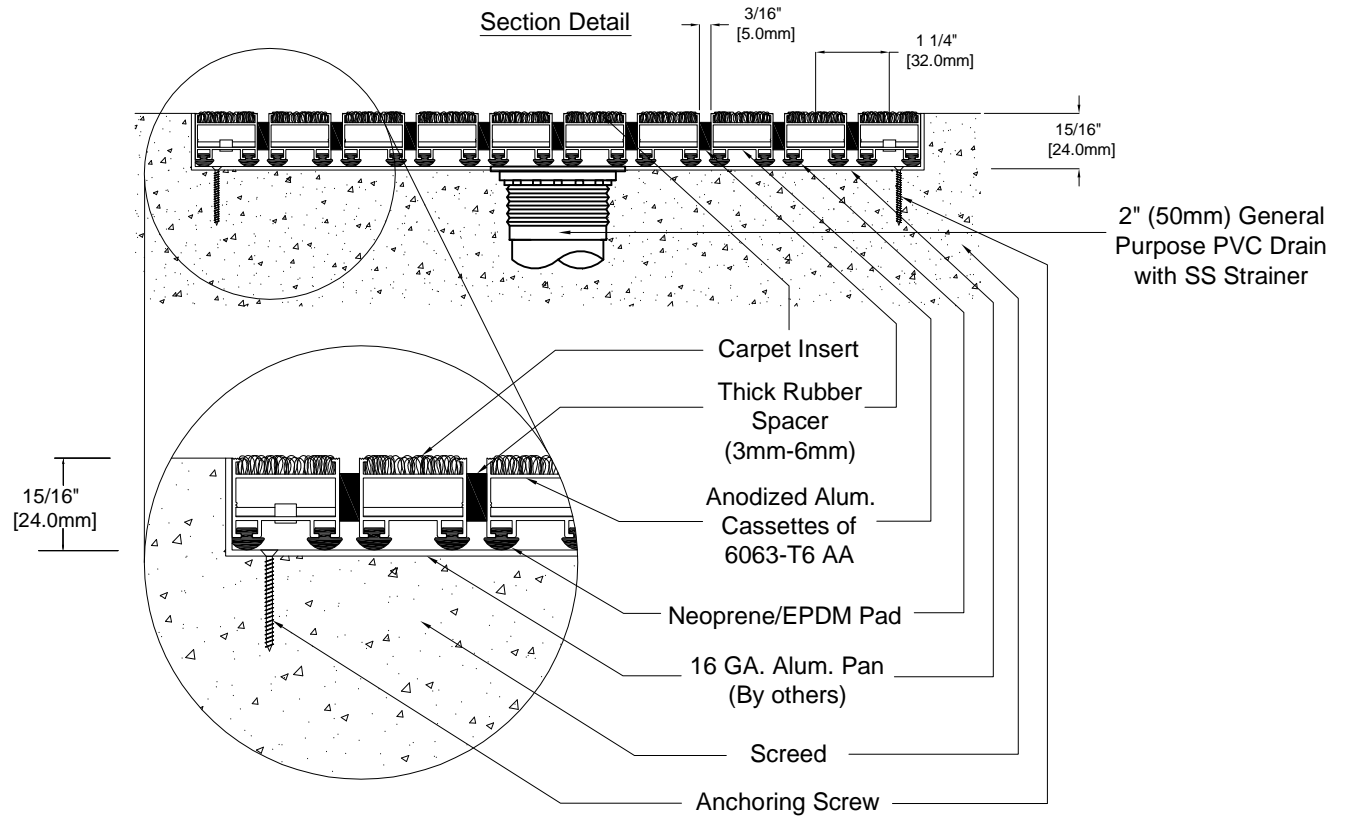 Section Detail
3/16"
[5.0mm]
1 1/4"
[32.0mm]
15/16"
[24.0mm]
2" (50mm) General
Purpose PVC Drain
with SS Strainer
Carpet Insert
Thick Rubber
Spacer
(3mm-6mm)
15/16"
[24.0mm]
Anodized Alum.
Cassettes of
6063-T6 AA
Neoprene/EPDM Pad
16 GA. Alum. Pan
(By others)
Screed
Anchoring Screw